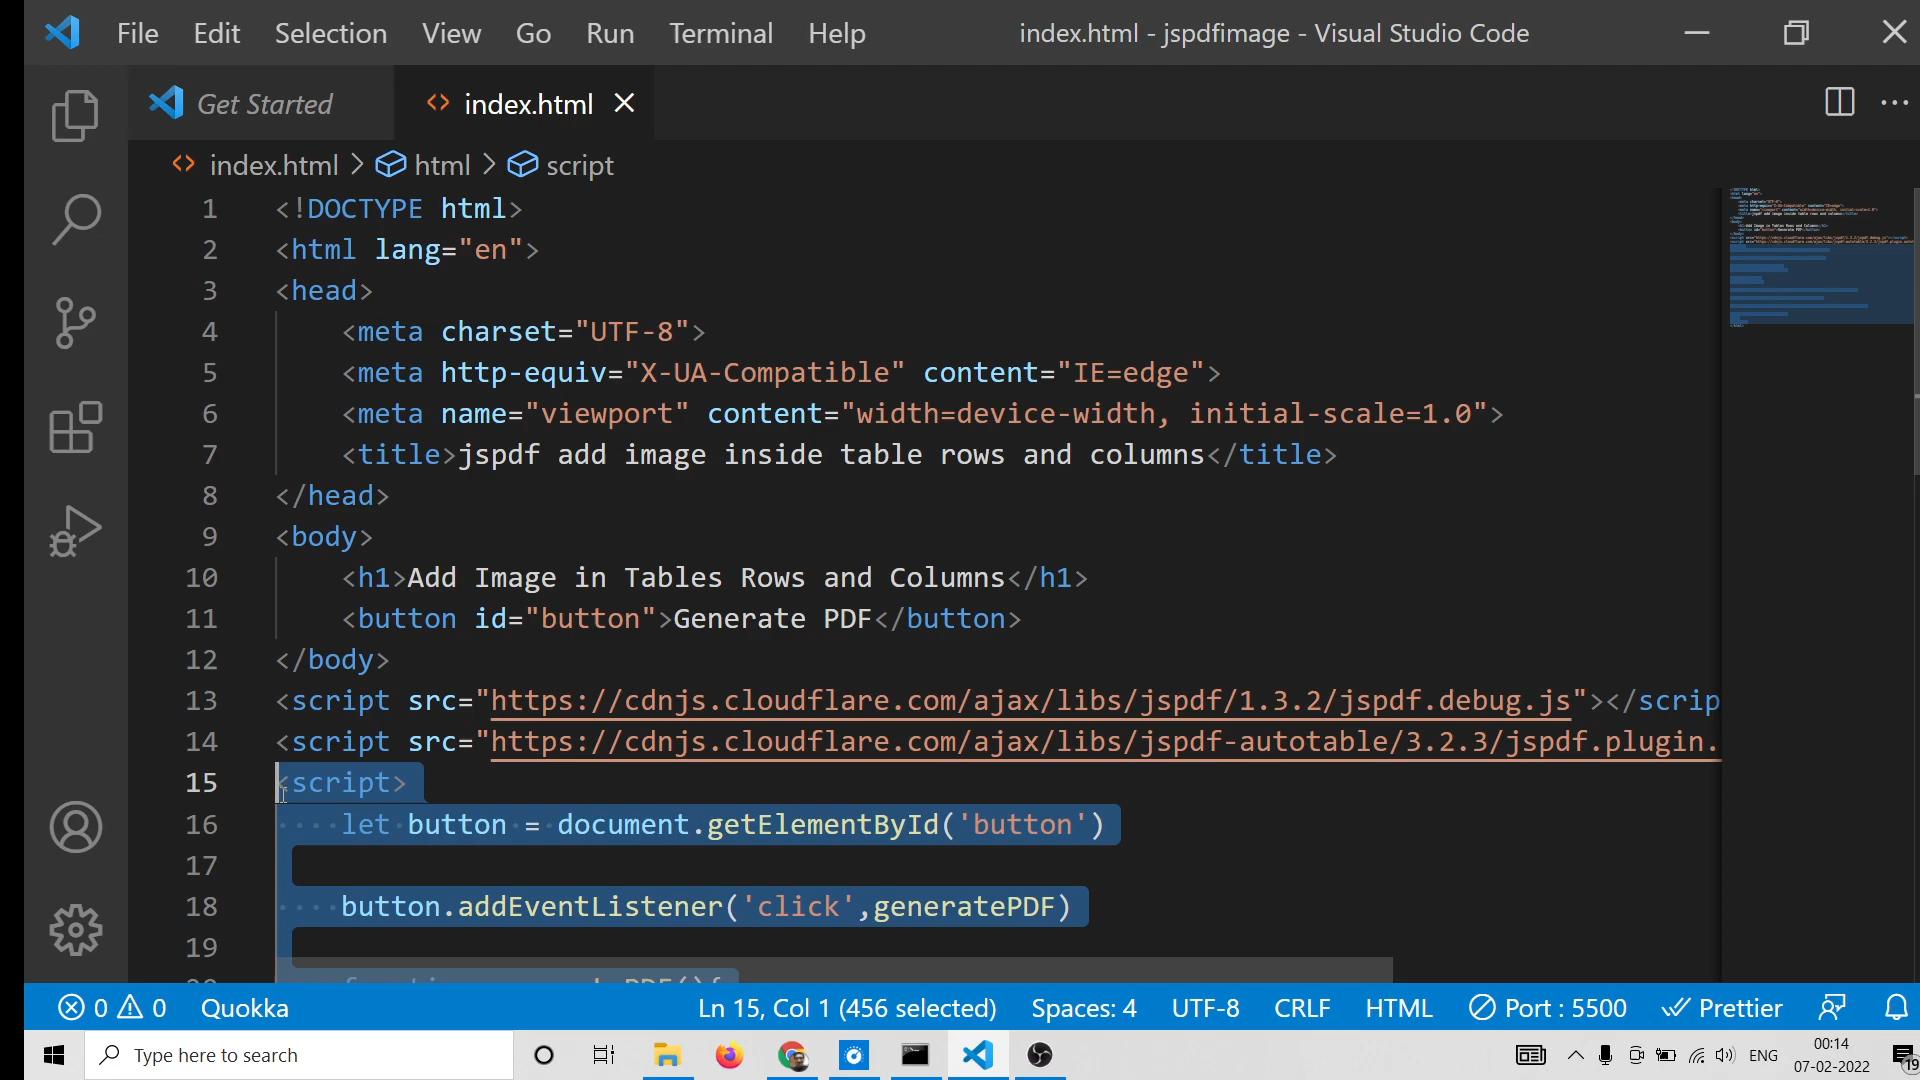 File Edit Selection View Go Run Terminal Help index.html - jspdfimage - Visual Studio Code
Get Started index.html
index.html > html > script
1 <!DOCTYPE html>
2 <html lang="en">
3 <head>
4 <meta charset="UTF-8">
5 <meta http-equiv="X-UA-Compatible" content="IE=edge">
6 <meta name="viewport" content="width=device-width, initial-scale=1.0">
7 <title>jspdf add image inside table rows and columns</title>
8 </head>
9 <body>
10 <h1>Add Image in Tables Rows and Columns</h1>
11 <button id="button">Generate PDF</button>
12 </body>
13 <script src="https://cdnjs.cloudflare.com/ajax/libs/jspdf/1.3.2/jspdf.debug.js"></scrip
14 <script src="https://cdnjs.cloudflare.com/ajax/libs/jspdf-autotable/3.2.3/jspdf.plugin.
15 <script>
16 let button = document.getElementById('button')
17
18 button.addEventListener('click',generatePDF)
19
0 0 Quokka Ln 15, Col 1 (456 selected) Spaces: 4 UTF-8 CRLF HTML Port : 5500 Prettier
Type here to search ENG 00:14
07-02-2022 19